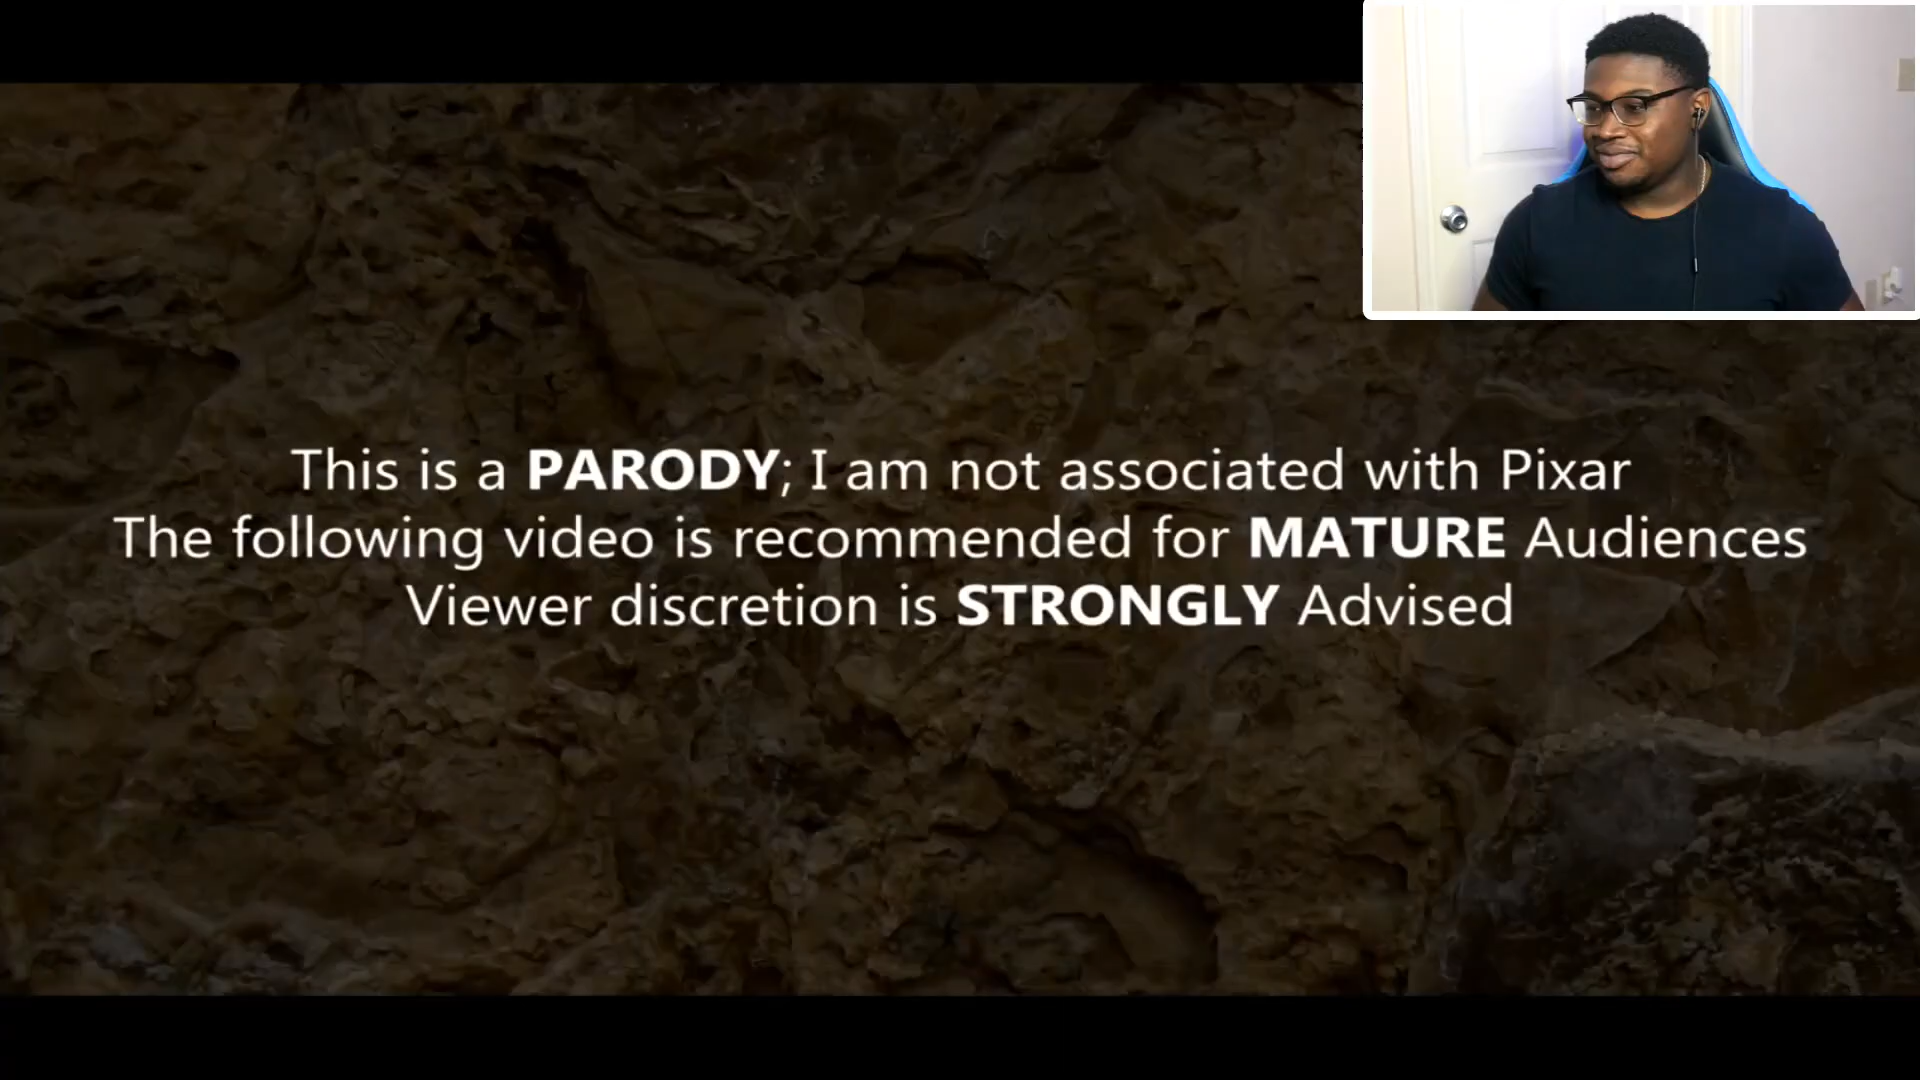 This is a PARODY; I am not associated with Pixar
The following video is recommended for MATURE Audiences
Viewer discretion is STRONGLY Advised